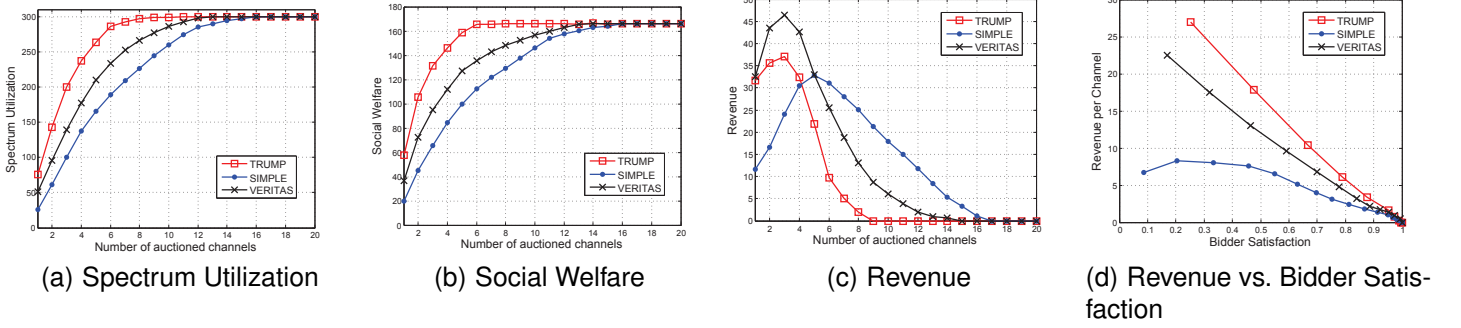 300
250
200
150
100
50
0
Spectrum Utilization
TRUMP
SIMPLE
VERITAS
2 4 6 8 10 12 14 16 18 20
Number of auctioned channels
(a) Spectrum Utilization
180
160
140
120
100
80
60
40
20
0
Social Welfare
TRUMP
SIMPLE
VERITAS
2 4 6 8 10 12 14 16 18 20
Number of auctioned channels
(b) Social Welfare
50
45
40
35
30
25
20
15
10
5
0
Revenue
TRUMP
SIMPLE
VERITAS
2 4 6 8 10 12 14 16 18 20
Number of auctioned channels
(c) Revenue
30
25
20
15
10
5
0
Revenue per Channel
TRUMP
SIMPLE
VERITAS
0 0.1 0.2 0.3 0.4 0.5 0.6 0.7 0.8 0.9 1
Bidder Satisfaction
(d) Revenue vs. Bidder Satis-
faction